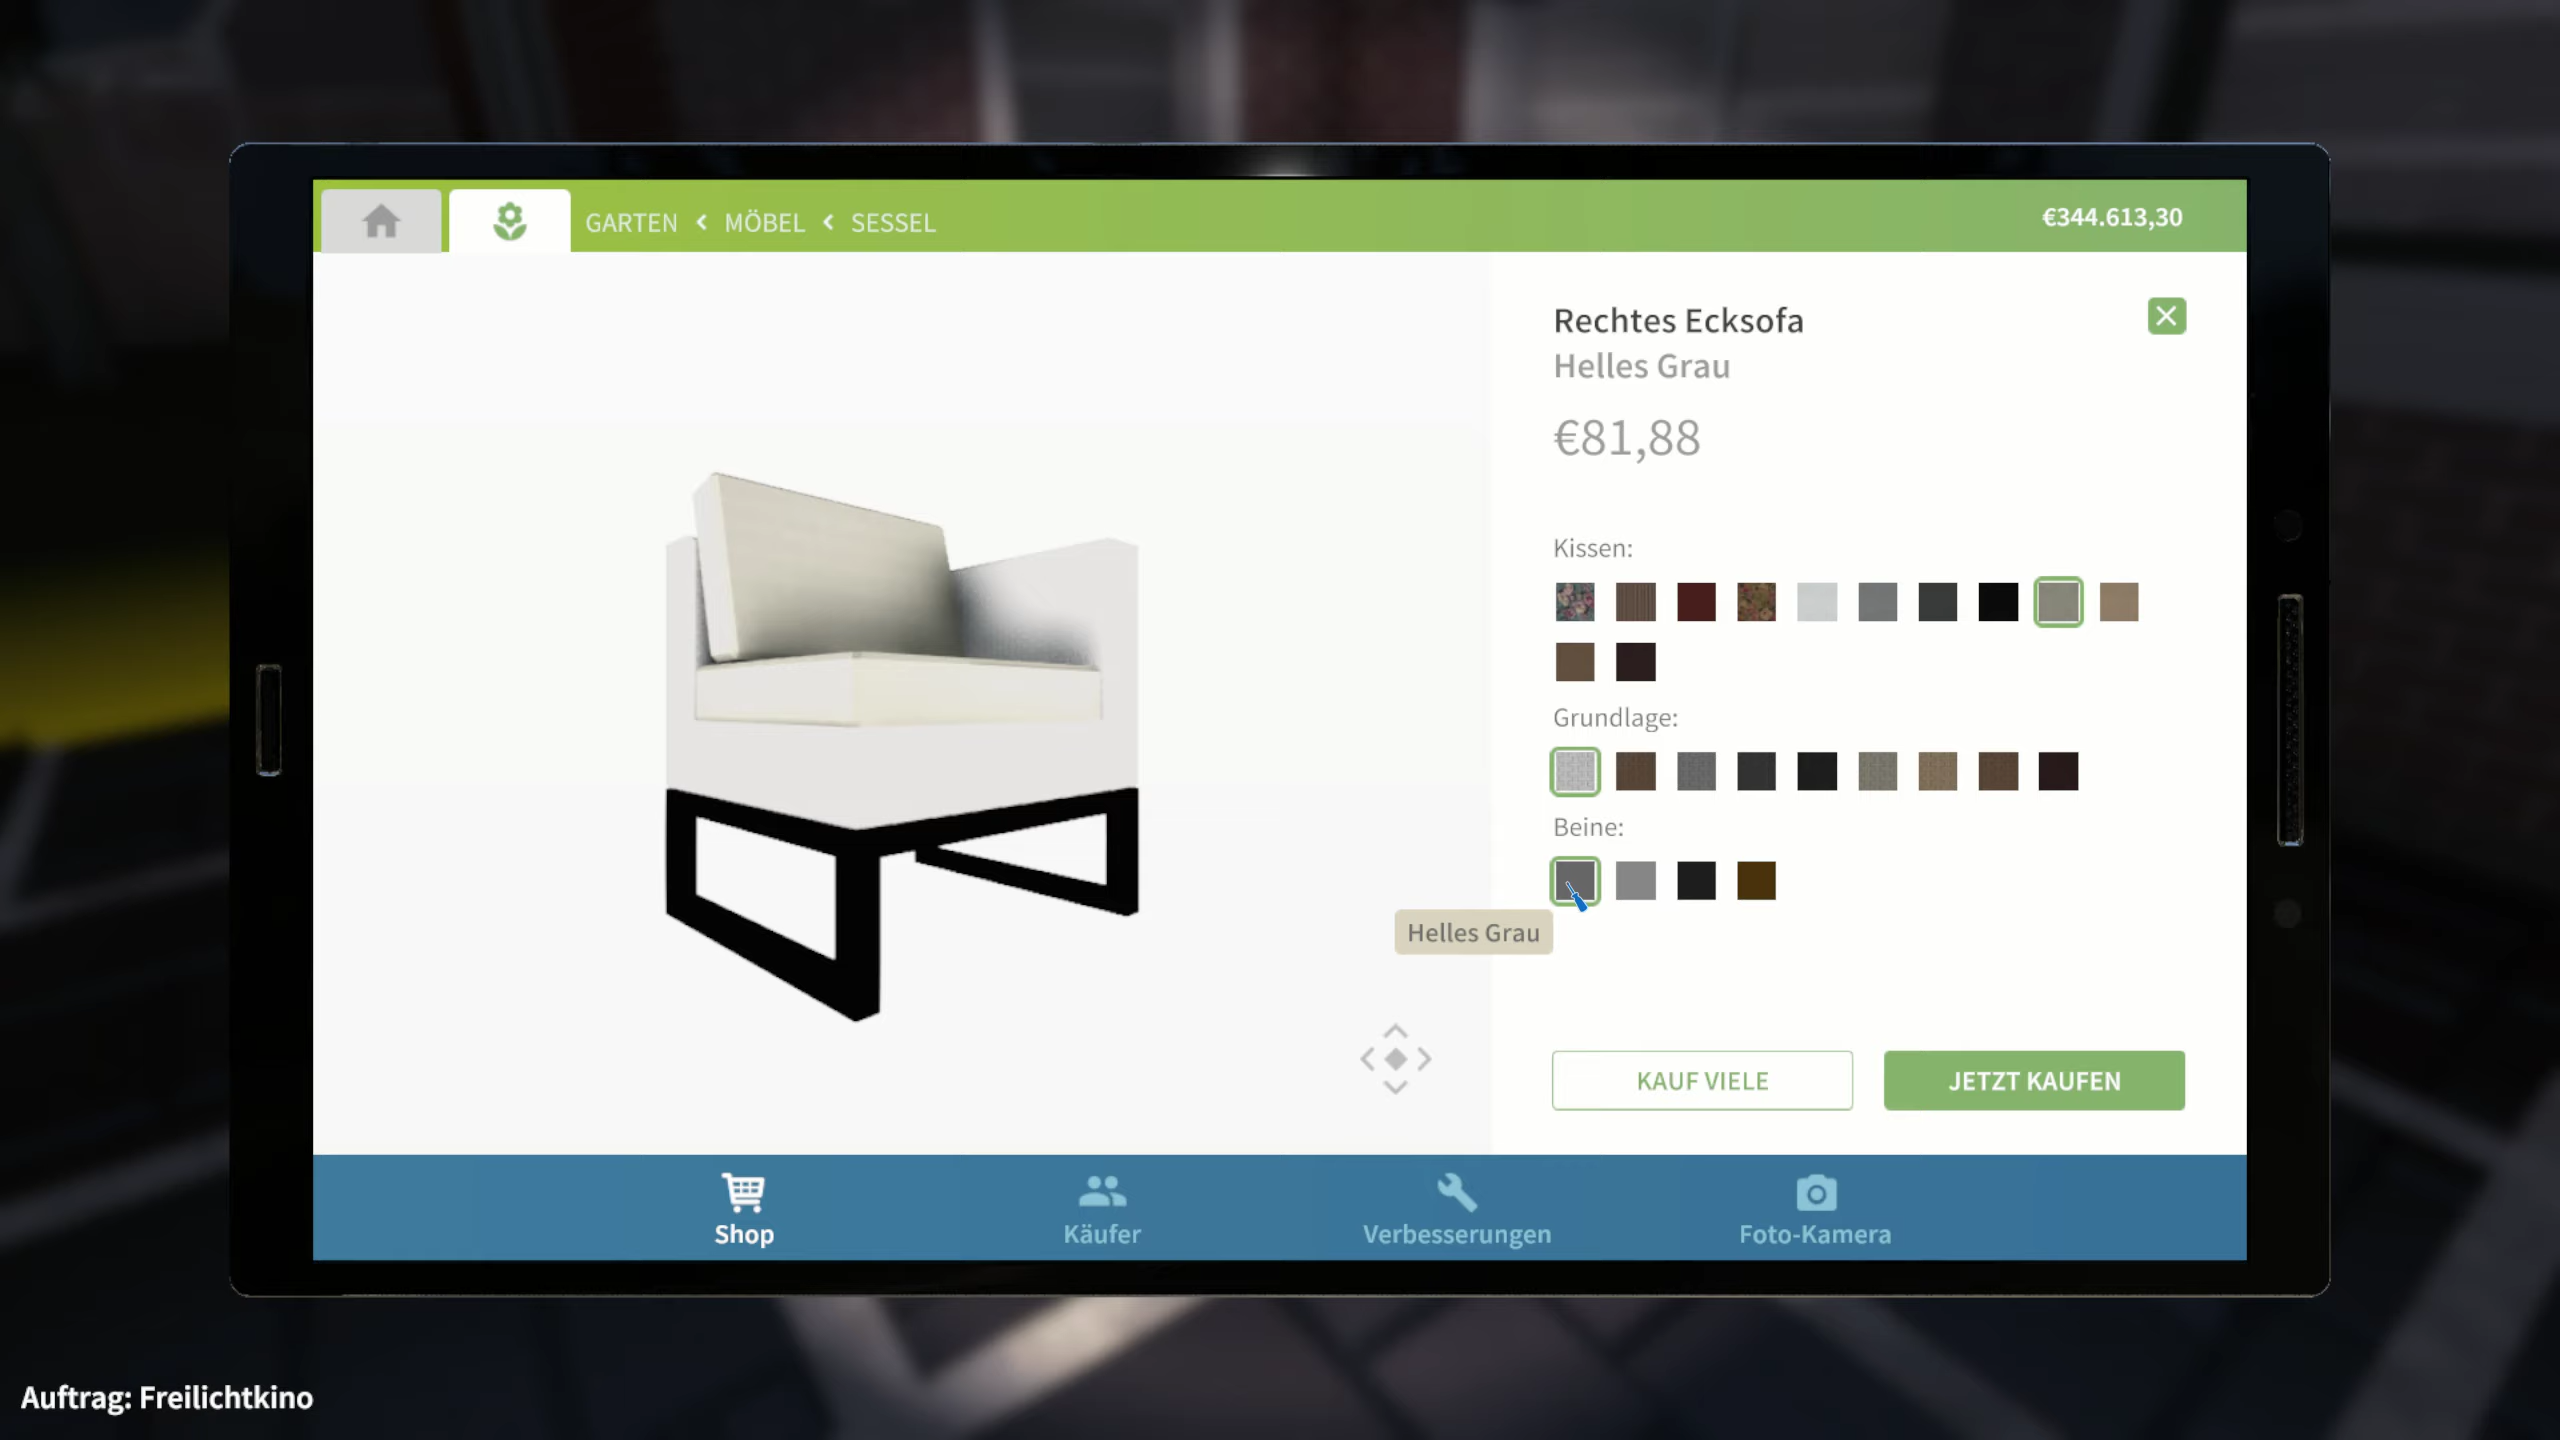 GARTEN < MÖBEL < SESSEL
€344.613,30
Rechtes Ecksofa
Helles Grau
€81,88
Kissen:
Grundlage:
Beine:
Helles Grau
KAUF VIELE
JETZT KAUFEN
Shop
Käufer
Verbesserungen
Foto-Kamera
Auftrag: Freilichtkino